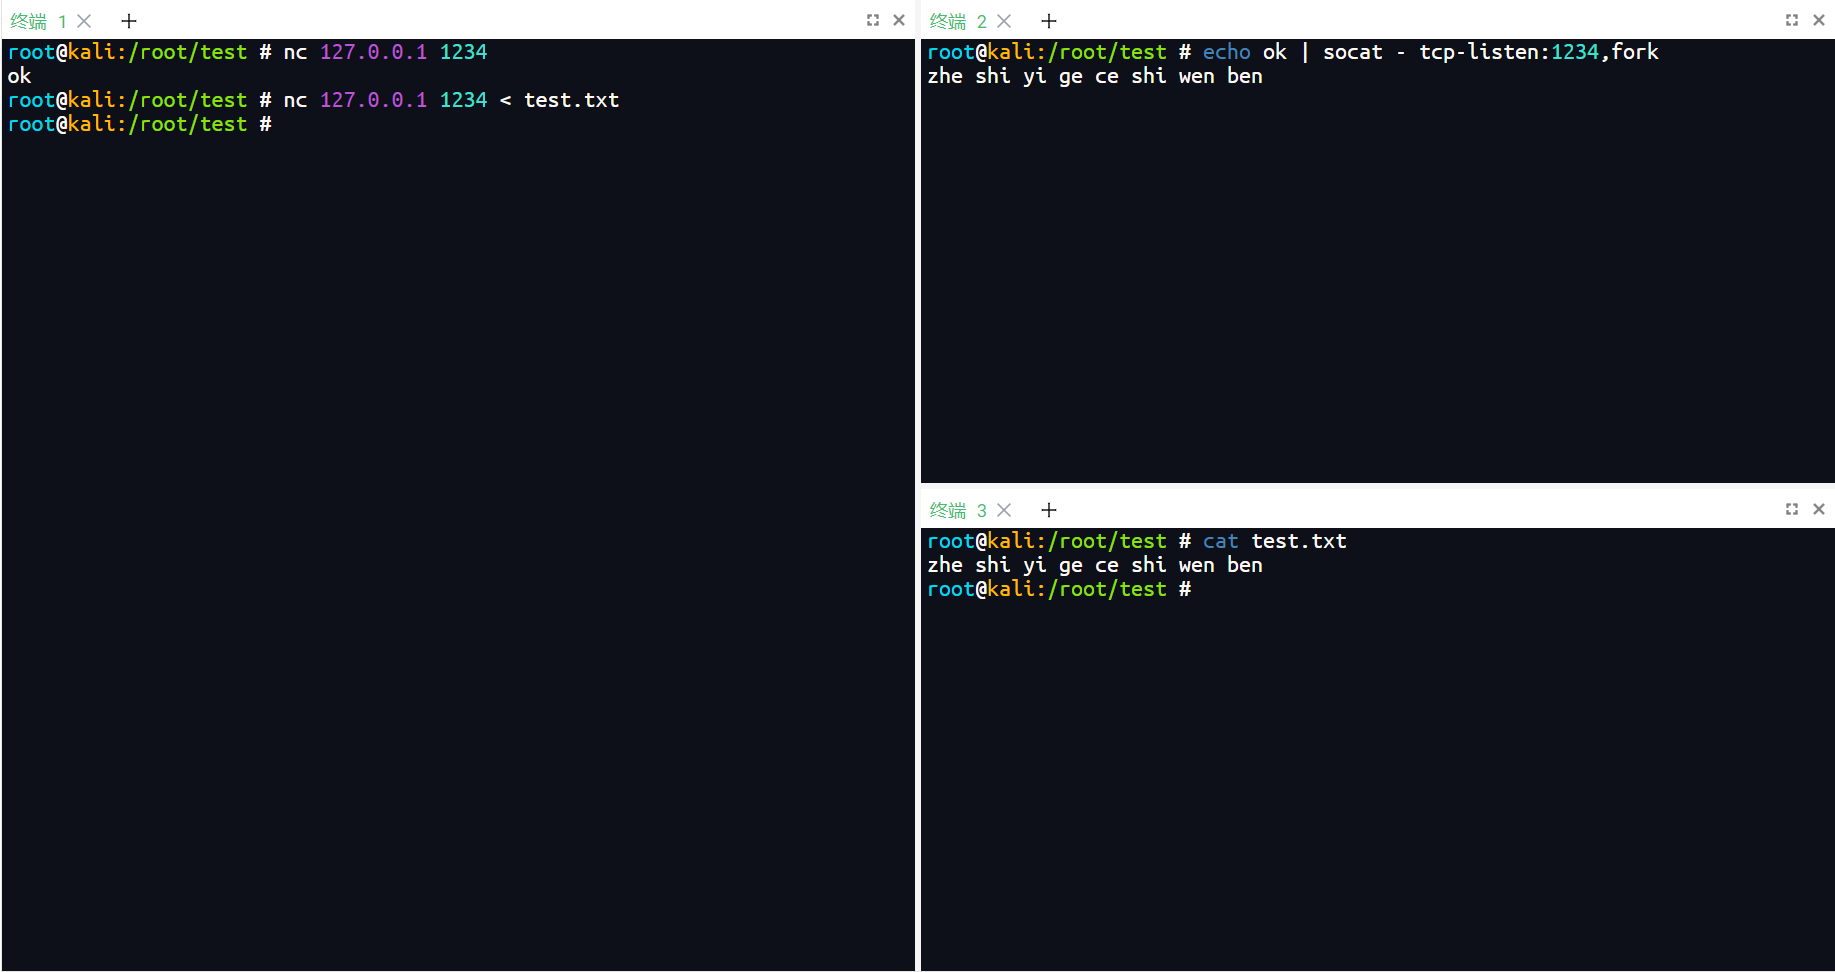 终端 1
root@kali:/root/test # nc 127.0.0.1 1234
ok
root@kali:/root/test # nc 127.0.0.1 1234 < test.txt
root@kali:/root/test #
终端 2
root@kali:/root/test # echo ok | socat - tcp-listen:1234,fork
zhe shi yi ge ce shi wen ben
终端 3
root@kali:/root/test # cat test.txt
zhe shi yi ge ce shi wen ben
root@kali:/root/test #